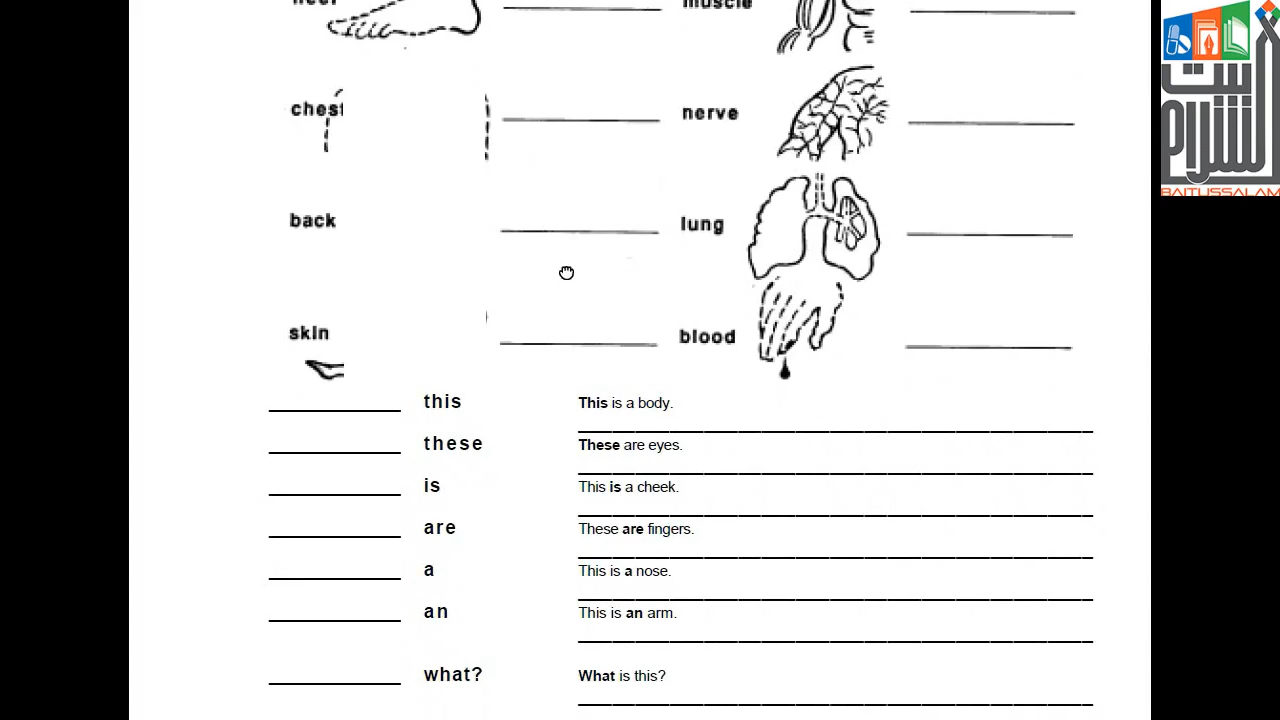 heel
muscle
chest
nerve
back
lung
skin
blood
this This is a body.
these These are eyes.
is This is a cheek.
are These are fingers.
a This is a nose.
an This is an arm.
what? What is this?
BAITUSSALAM